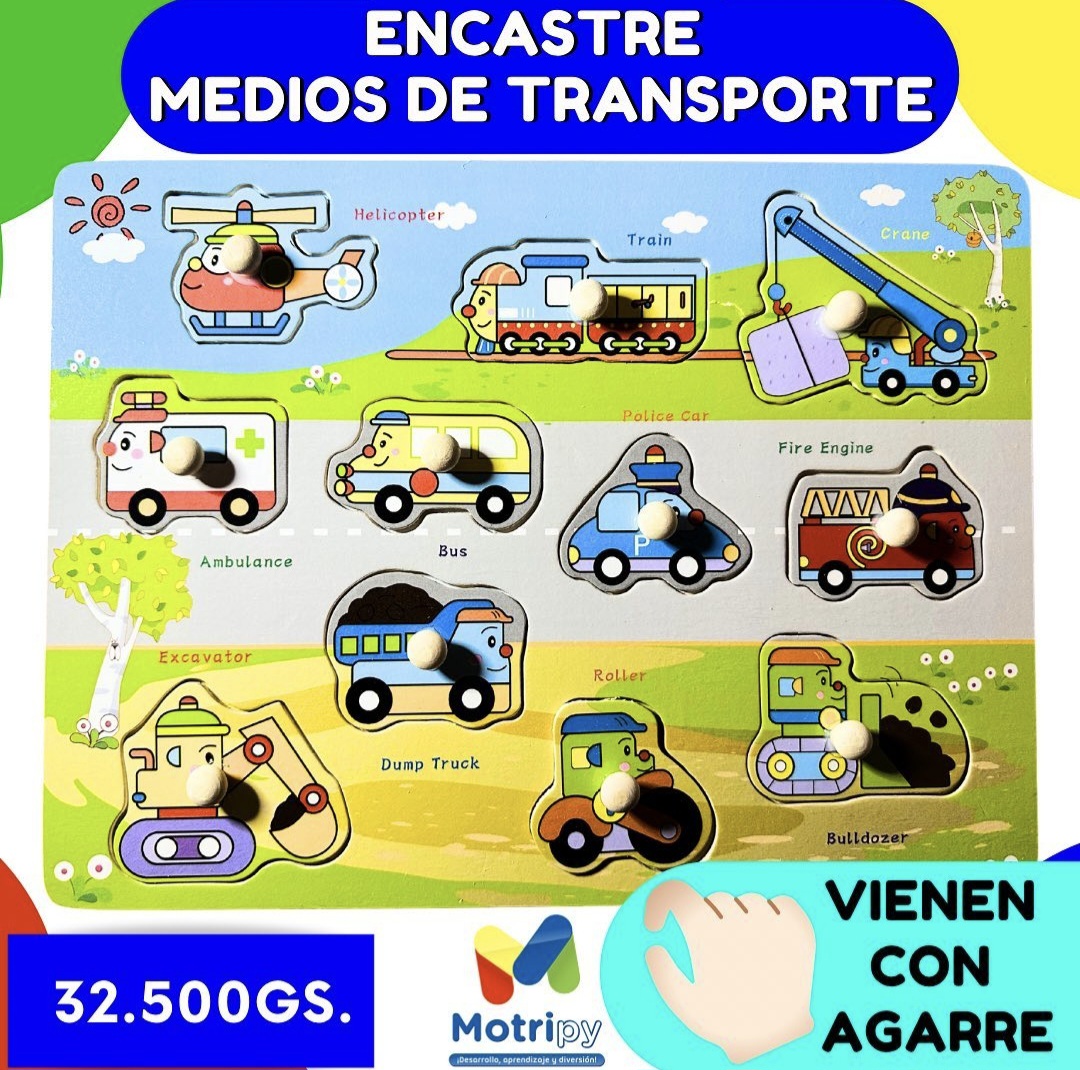 ENCASTRE
MEDIOS DE TRANSPORTE
Helicopter
Train
Crane
Police Car
Fire Engine
Ambulance
Bus
P
Excavator
Roller
Dump Truck
Bulldozer
32.500GS.
Motripy
¡Desarrollo, aprendizaje y diversión!
VIENEN
CON
AGARRE